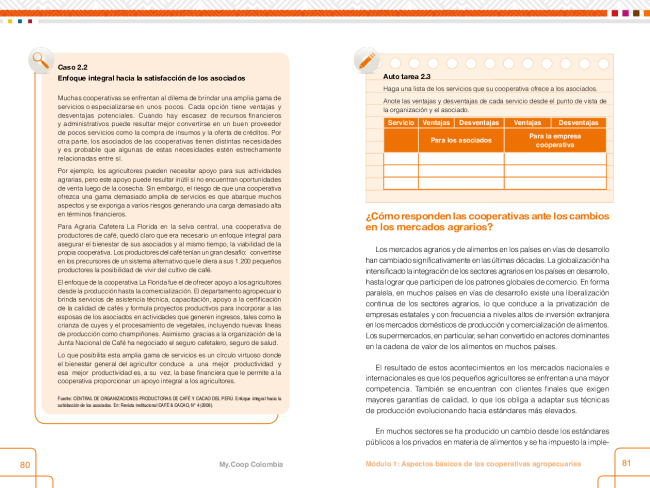 Caso 2.2
Enfoque integral hacia la satisfacción de los asociados
Muchas cooperativas se enfrentan al dilema de brindar una amplia gama de
servicios o especializarse en unos pocos. Cada opción tiene ventajas y
desventajas potenciales. Cuando hay escasez de recursos financieros
y administrativos puede resultar mejor convertirse en un buen proveedor
de pocos servicios como la compra de insumos y la oferta de créditos. Por
otra parte, los asociados de las cooperativas tienen distintas necesidades
y es probable que algunas de estas necesidades estén estrechamente
relacionadas entre sí.
Por ejemplo, los agricultores pueden necesitar apoyo para sus actividades
agrarias, pero este apoyo puede resultar inútil si no encuentran oportunidades
de venta luego de la cosecha. Sin embargo, el riesgo de que una cooperativa
ofrezca una gama demasiado amplia de servicios es que abarque muchos
aspectos y se exponga a varios riesgos generando una carga demasiado alta
en términos financieros.
Para Agraria Cafetera La Florida en la selva central, una cooperativa de
productores de café, quedó claro que era necesario un enfoque integral para
asegurar el bienestar de sus asociados y al mismo tiempo, la viabilidad de la
propia cooperativa. Los productores del café tenían un gran desafío: convertirse
en los precursores de un sistema alternativo que le diera a sus 1.200 pequeños
productores la posibilidad de vivir del cultivo de café.
El enfoque de la cooperativa La Florida fue el de ofrecer apoyo a los agricultores
desde la producción hasta la comercialización. El departamento agropecuario
brinda servicios de asistencia técnica, capacitación, apoyo a la certificación
de la calidad de cafés y formula proyectos productivos para incorporar a las
esposas de los asociados en actividades que generen ingresos, tales como la
crianza de cuyes y el procesamiento de vegetales, incluyendo nuevas líneas
de producción como champiñones. Asimismo gracias a la organización de la
Junta Nacional de Café ha negociado el seguro cafetalero, seguro de salud.
Lo que posibilita esta amplia gama de servicios es un círculo virtuoso donde
el bienestar general del agricultor conduce a una mejor productividad y
esa mejor productividad es, a su vez, la base financiera que le permite a la
cooperativa proporcionar un apoyo integral a los agricultores.
Fuente: CENTRAL DE ORGANIZACIONES PRODUCTORAS DE CAFÉ Y CACAO DEL PERÚ. Enfoque integral hacia la
satisfacción de los asociados. En: Revista institucional CAFÉ & CACAO, N° 4 (2008).
80
My.Coop Colombia
Auto tarea 2.3
Haga una lista de los servicios que su cooperativa ofrece a los asociados.
Anote las ventajas y desventajas de cada servicio desde el punto de vista de
la organización y el asociado.
Servicio Ventajas Desventajas Ventajas Desventajas
Para los asociados Para la empresa
cooperativa
¿Cómo responden las cooperativas ante los cambios
en los mercados agrarios?
Los mercados agrarios y de alimentos en los países en vías de desarrollo
han cambiado significativamente en las últimas décadas. La globalización ha
intensificado la integración de los sectores agrarios en los países en desarrollo,
hasta lograr que participen de los patrones globales de comercio. En forma
paralela, en muchos países en vías de desarrollo existe una liberalización
continua de los sectores agrarios, lo que conduce a la privatización de
empresas estatales y con frecuencia a niveles altos de inversión extranjera
en los mercados domésticos de producción y comercialización de alimentos.
Los supermercados, en particular, se han convertido en actores dominantes
en la cadena de valor de los alimentos en muchos países.
El resultado de estos acontecimientos en los mercados nacionales e
internacionales es que los pequeños agricultores se enfrentan a una mayor
competencia. También se encuentran con clientes finales que exigen
mayores garantías de calidad, lo que los obliga a adaptar sus técnicas
de producción evolucionando hacia estándares más elevados.
En muchos sectores se ha producido un cambio desde los estándares
públicos a los privados en materia de alimentos y se ha impuesto la imple-
Módulo 1: Aspectos básicos de las cooperativas agropecuarias
81